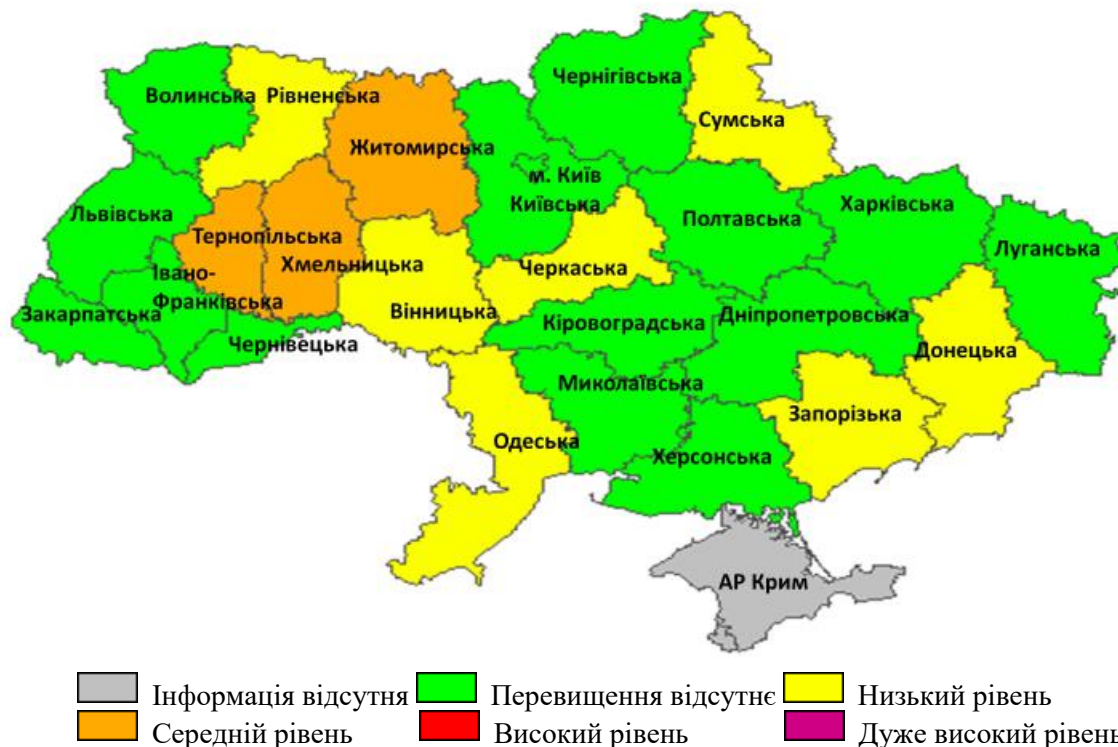 Чернігівська
Волинська
Рівненська
Сумська
Житомирська
м. Київ
Київська
Львівська
Полтавська
Харківська
Тернопільська
Луганська
Хмельницька
Черкаська
Івано-
Франківська
Закарпатська
Вінницька
Кіровоградська
Дніпропетровська
Чернівецька
Донецька
Миколаївська
Запорізька
Одеська
Херсонська
АР Крим
Інформація відсутня
Перевищення відсутнє
Низький рівень
Середній рівень
Високий рівень
Дуже високий рівень